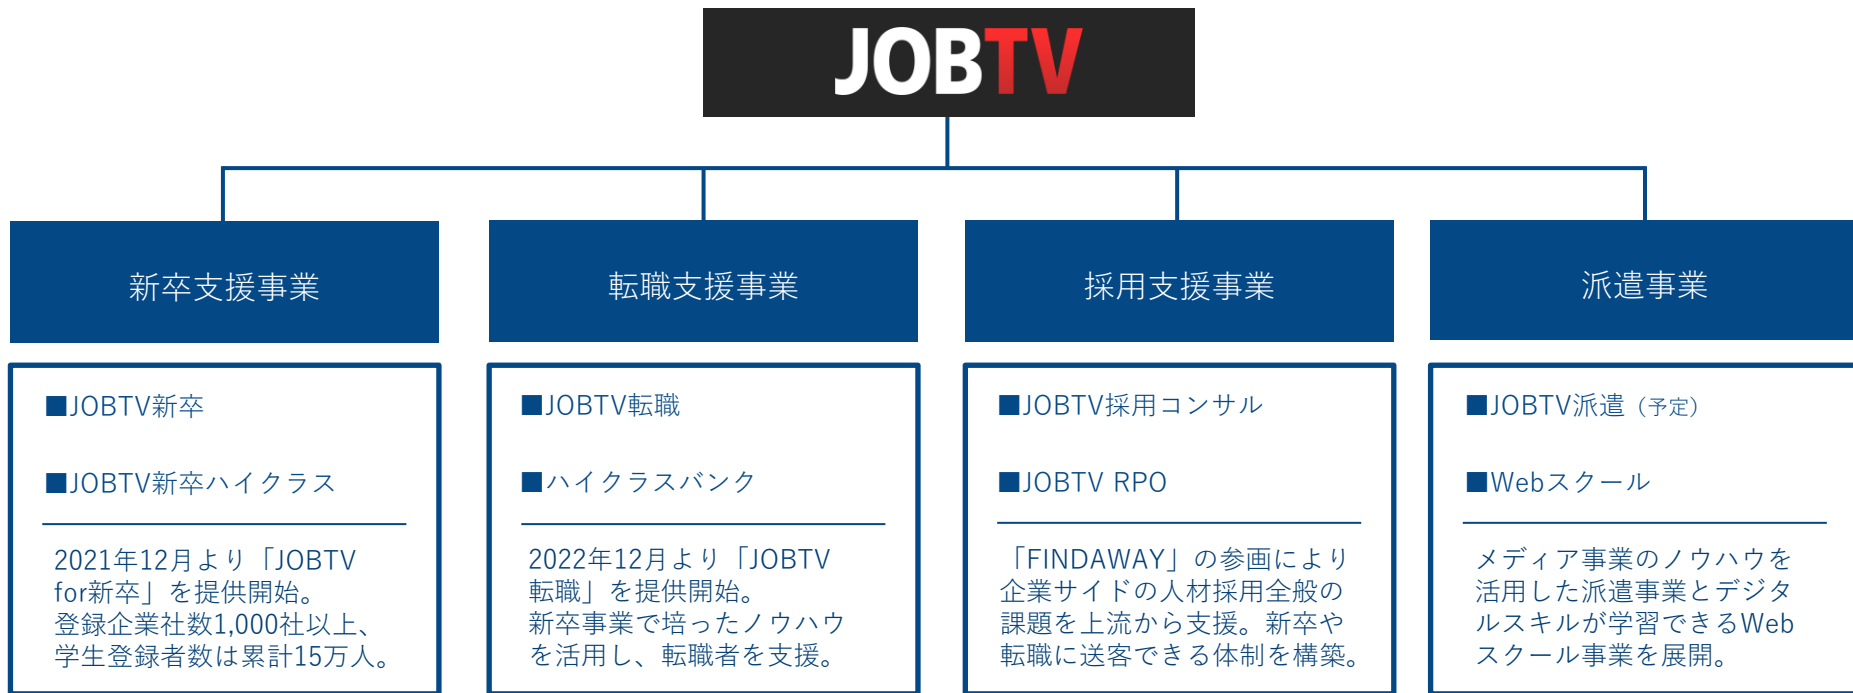 JOBTV
新卒支援事業
転職支援事業
採用支援事業
派遣事業
■JOBTV新卒
■JOBTV新卒ハイクラス
2021年12月より「JOBTV
for新卒」を提供開始。
登録企業社数1,000社以上、
学生登録者数は累計15万人。
■JOBTV転職
■ハイクラスバンク
2022年12月より「JOBTV
転職」を提供開始。
新卒事業で培ったノウハウ
を活用し、転職者を支援。
■JOBTV採用コンサル
■JOBTV RPO
「FINDAWAY」の参画により
企業サイドの人材採用全般の
課題を上流から支援。新卒や
転職に送客できる体制を構築。
■JOBTV派遣（予定）
■Webスクール
メディア事業のノウハウを
活用した派遣事業とデジタ
ルスキルが学習できるWeb
スクール事業を展開。